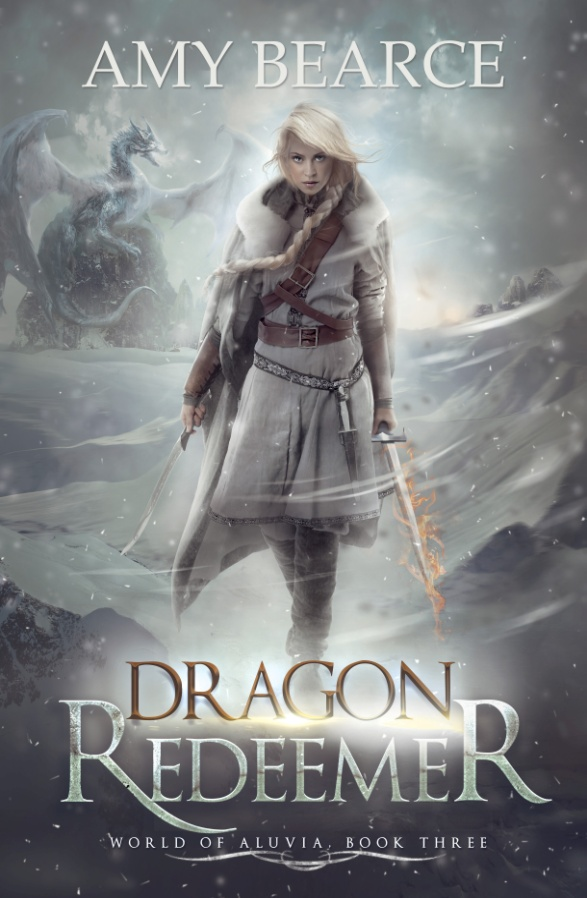 AMY BEARCE
DRAGON
REDEEMER
WORLD OF ALUVIA, BOOK THREE